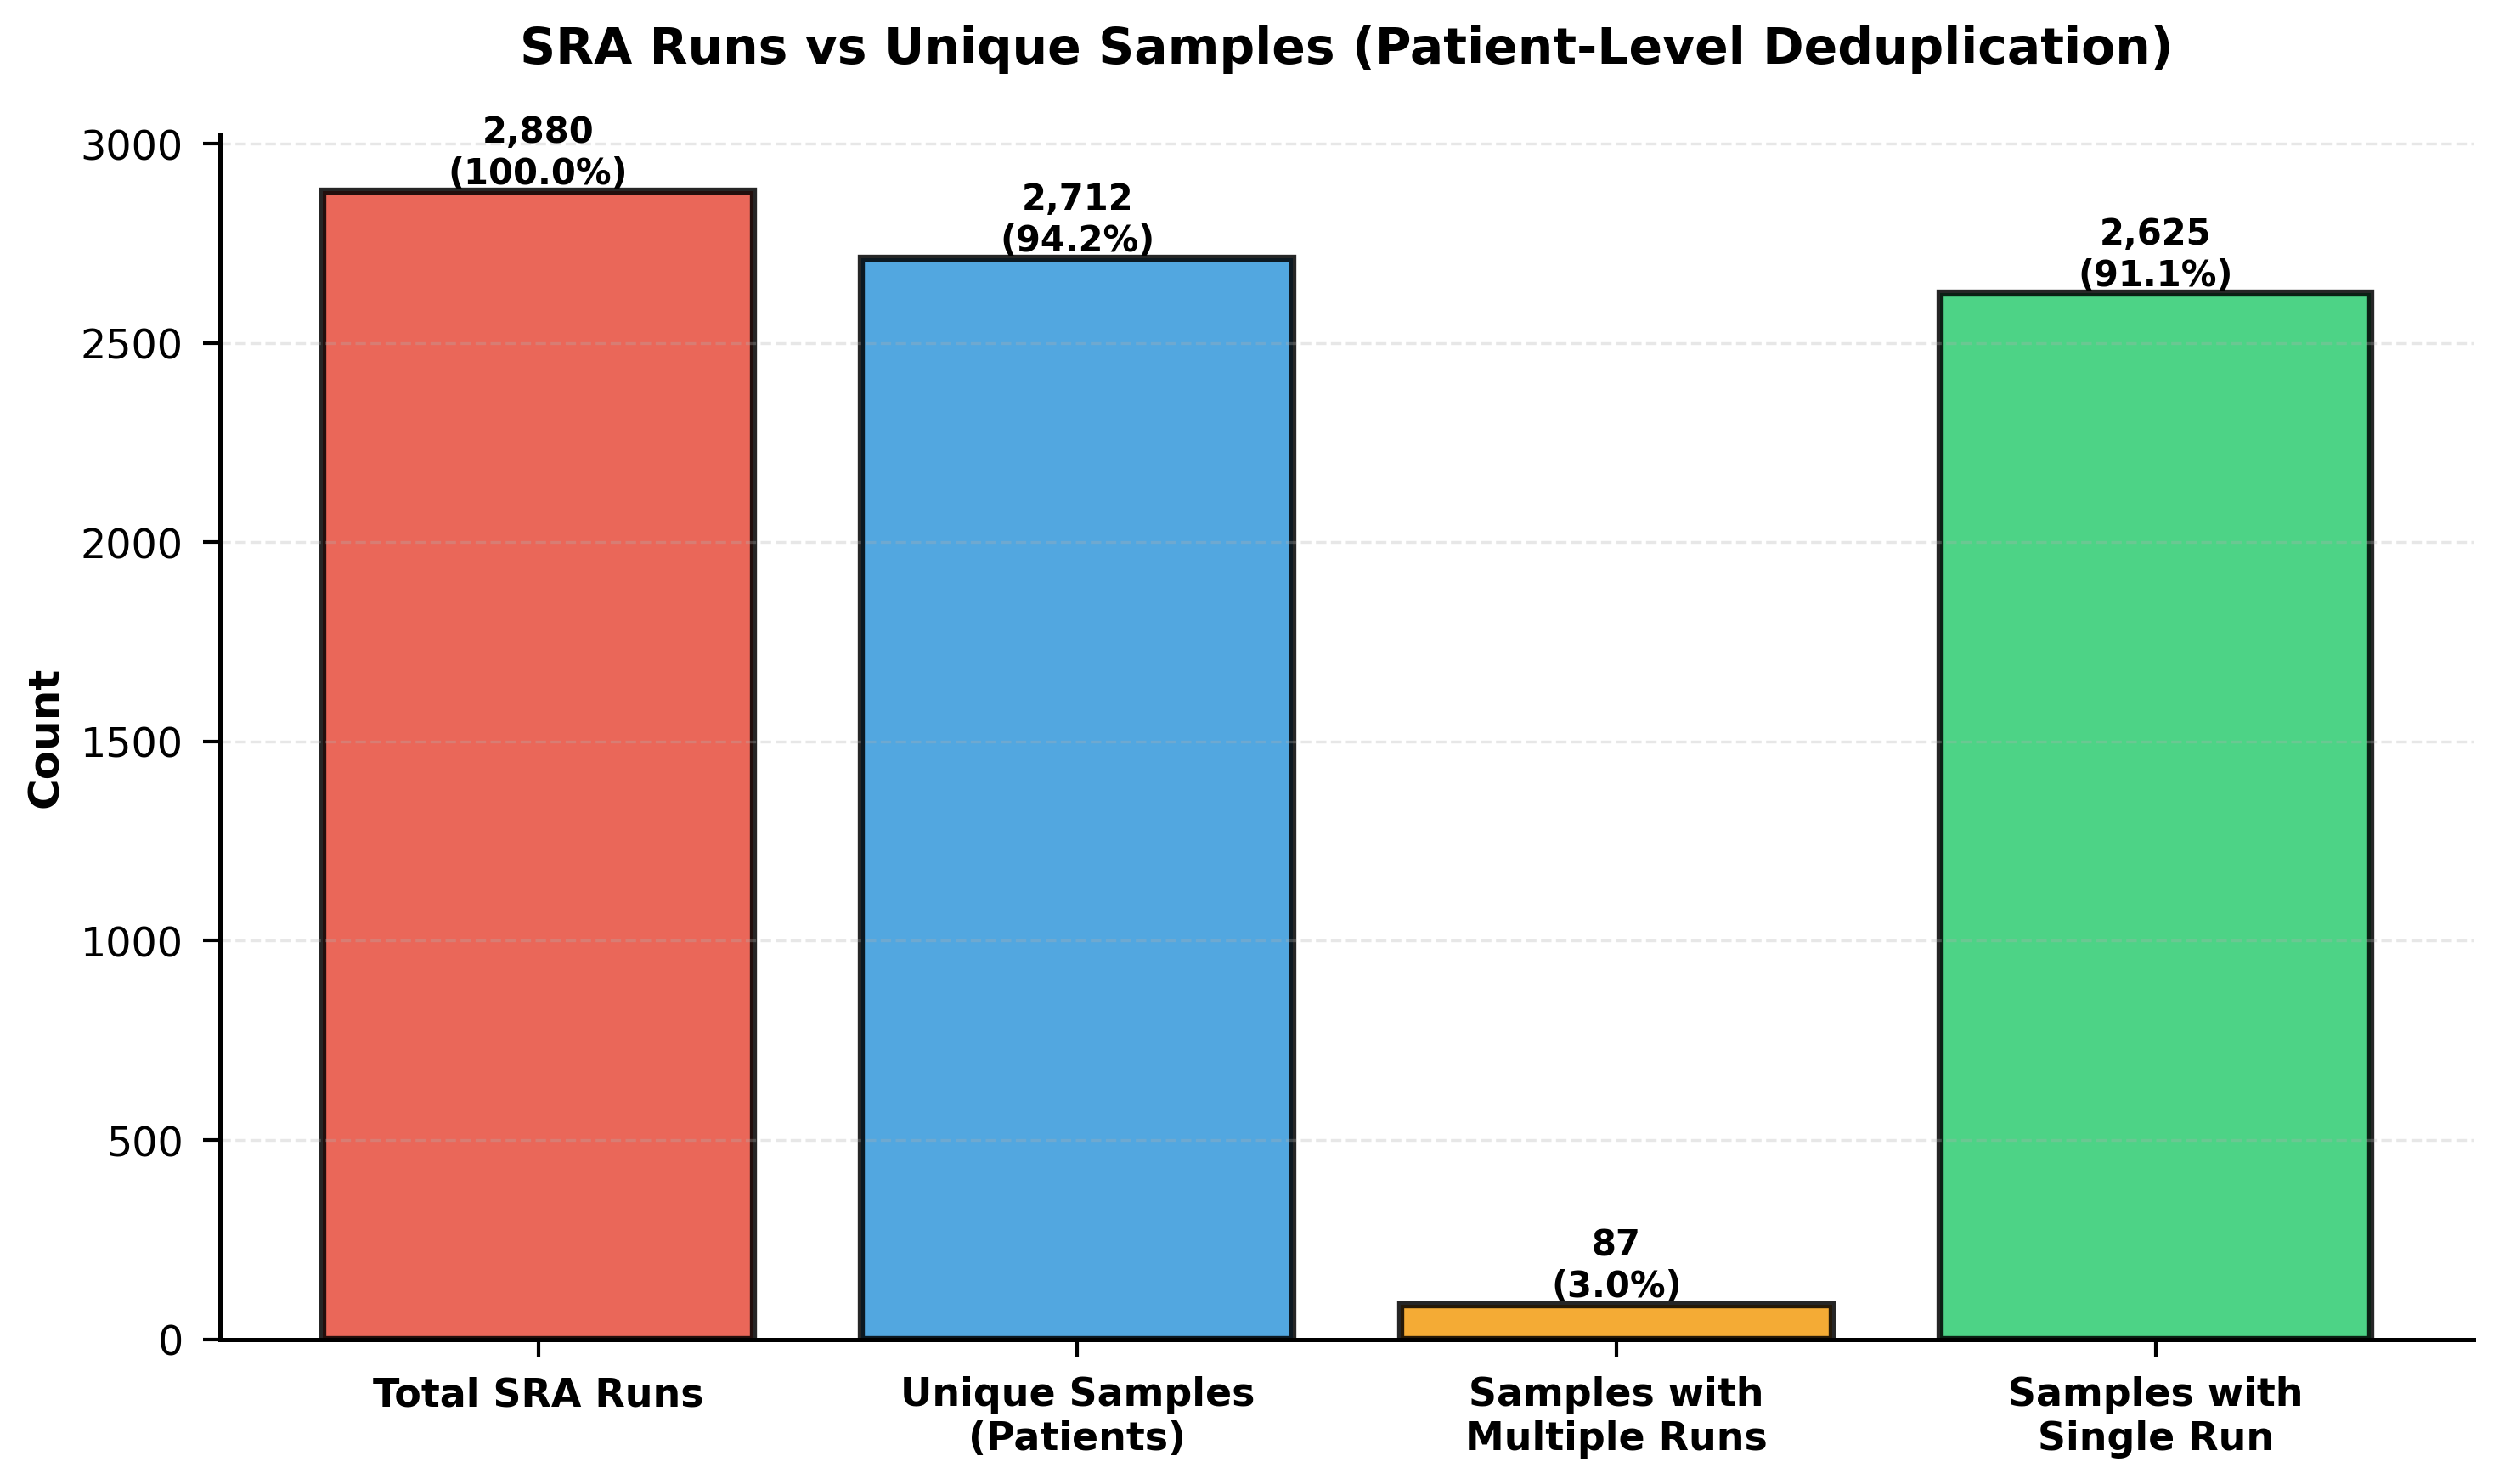 SRA Runs vs Unique Samples (Patient-Level Deduplication)
Count
3000
2500
2000
1500
1000
500
0
2,880
(100.0%)
2,712
(94.2%)
87
(3.0%)
2,625
(91.1%)
Total SRA Runs
Unique Samples
(Patients)
Samples with
Multiple Runs
Samples with
Single Run